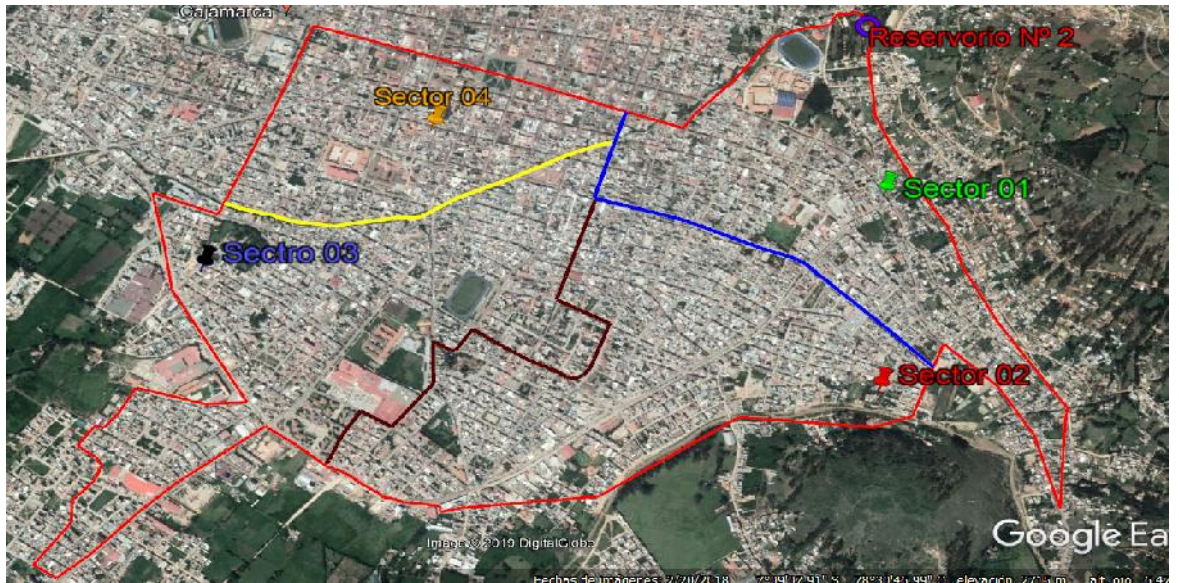 Cajamarca
Reservorio Nº 2
Sector 04
Sector 01
Sectro 03
Sector 02
Image © 2019 DigitalGlobe
Google Ea